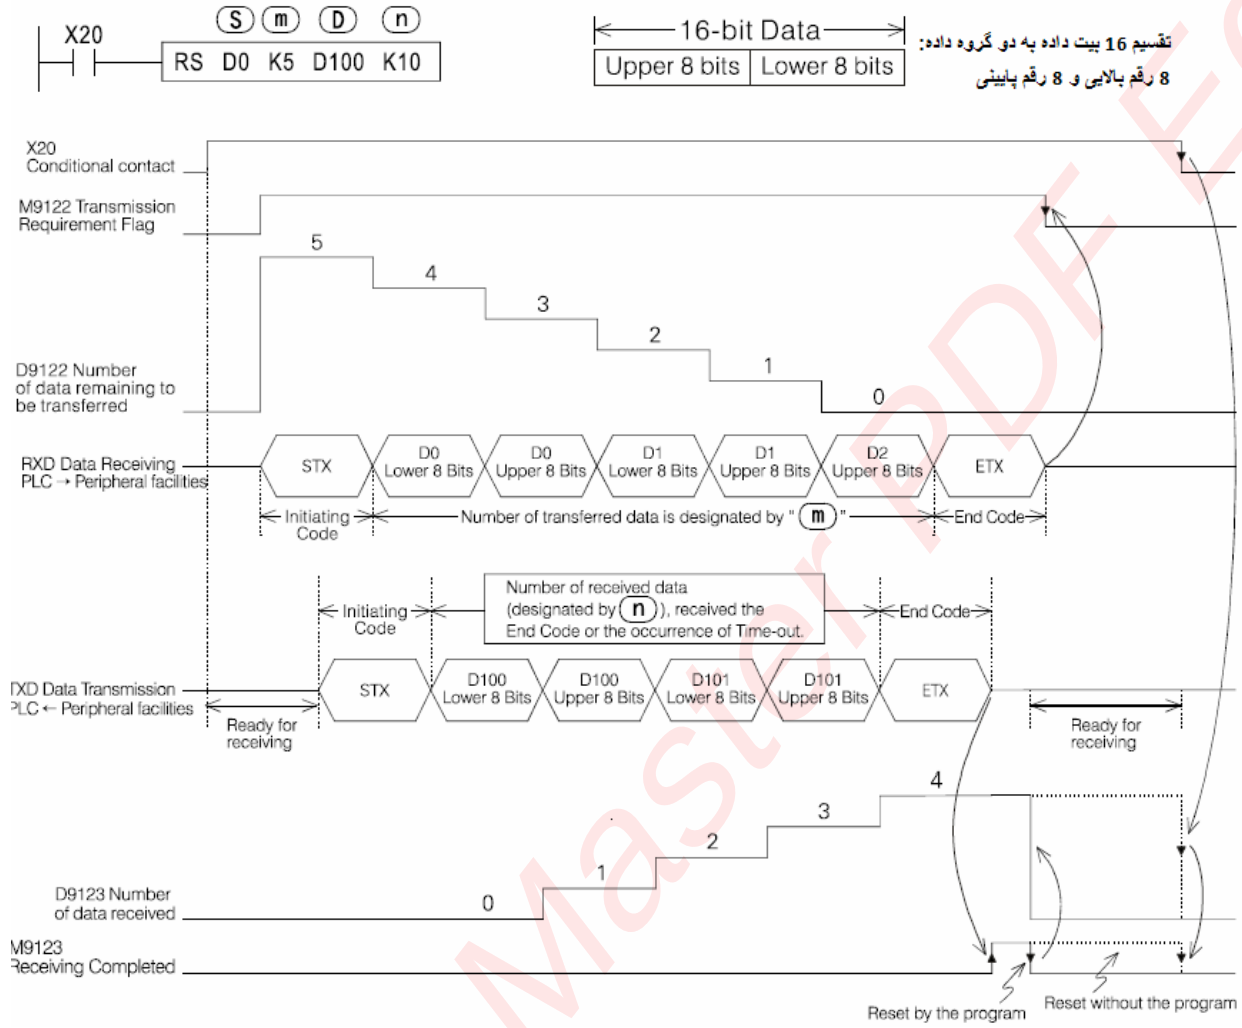 S m D n
X20
RS D0 K5 D100 K10
16-bit Data
Upper 8 bits Lower 8 bits
تقسیم 16 بیت داده به دو گروه داده:
8 رقم بالایی و 8 رقم پایینی
X20
Conditional contact
M9122 Transmission
Requirement Flag
5
4
3
2
1
0
D9122 Number
of data remaining to
be transferred
RXD Data Receiving
PLC → Peripheral facilities
STX
D0
Lower 8 Bits
D0
Upper 8 Bits
D1
Lower 8 Bits
D1
Upper 8 Bits
D2
Upper 8 Bits
ETX
Initiating
Code
Number of transferred data is designated by " m "
End Code
Initiating
Code
Number of received data
(designated by n ), received the
End Code or the occurrence of Time-out.
End Code
TXD Data Transmission
PLC ← Peripheral facilities
STX
D100
Lower 8 Bits
D100
Upper 8 Bits
D101
Lower 8 Bits
D101
Upper 8 Bits
ETX
Ready for
receiving
Ready for
receiving
4
3
2
1
0
D9123 Number
of data received
M9123
Receiving Completed
Reset by the program
Reset without the program
Master PDF